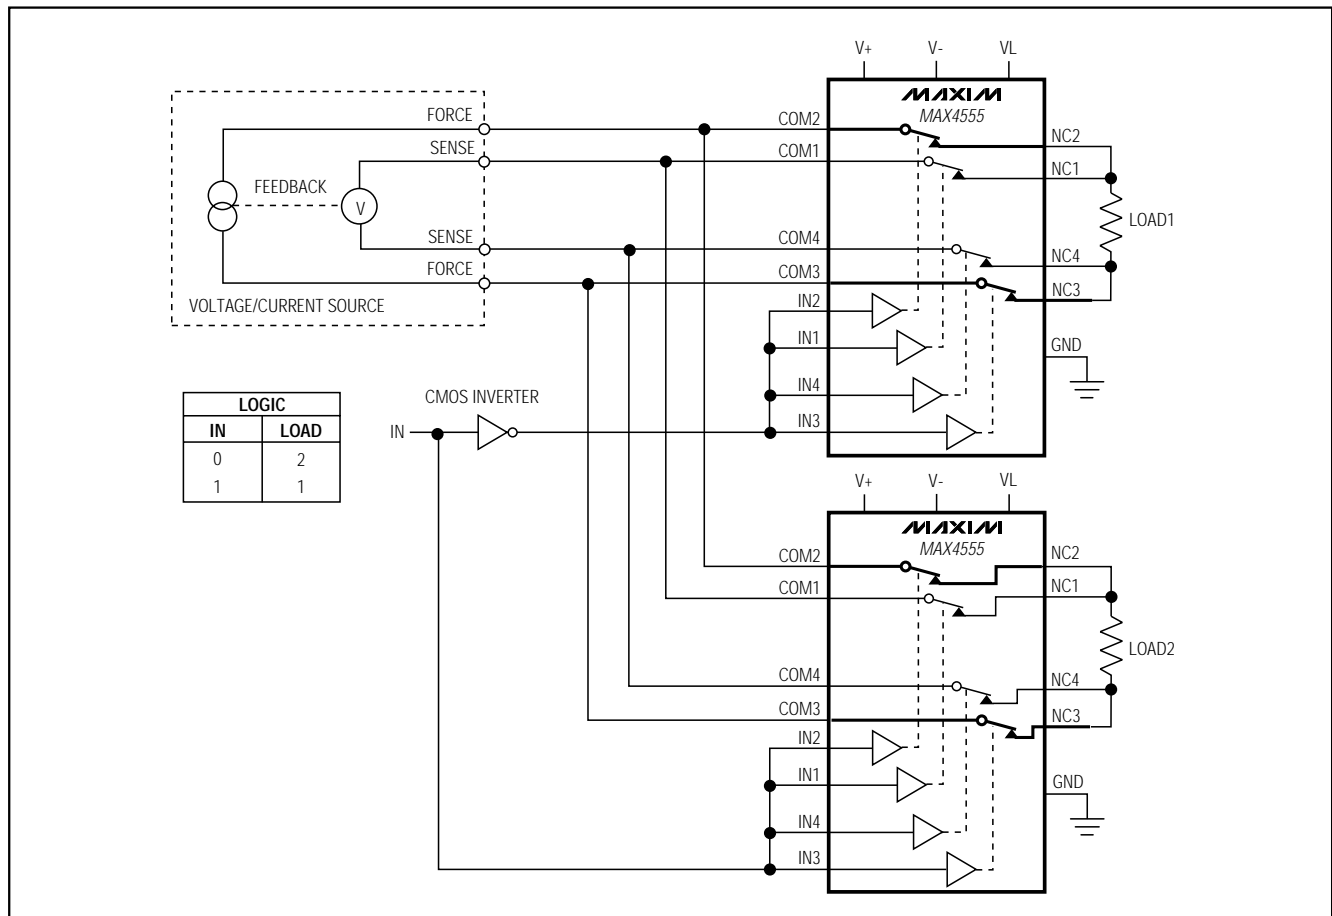 V+ V- VL
MAXIM
MAX4555
FORCE
SENSE
FEEDBACK
V
SENSE
FORCE
VOLTAGE/CURRENT SOURCE
COM2
COM1
COM4
COM3
IN2
IN1
IN4
IN3
NC2
NC1
LOAD1
NC4
NC3
GND
LOGIC
IN LOAD
0 2
1 1
CMOS INVERTER
IN
V+ V- VL
MAXIM
MAX4555
COM2
COM1
COM4
COM3
IN2
IN1
IN4
IN3
NC2
NC1
LOAD2
NC4
NC3
GND